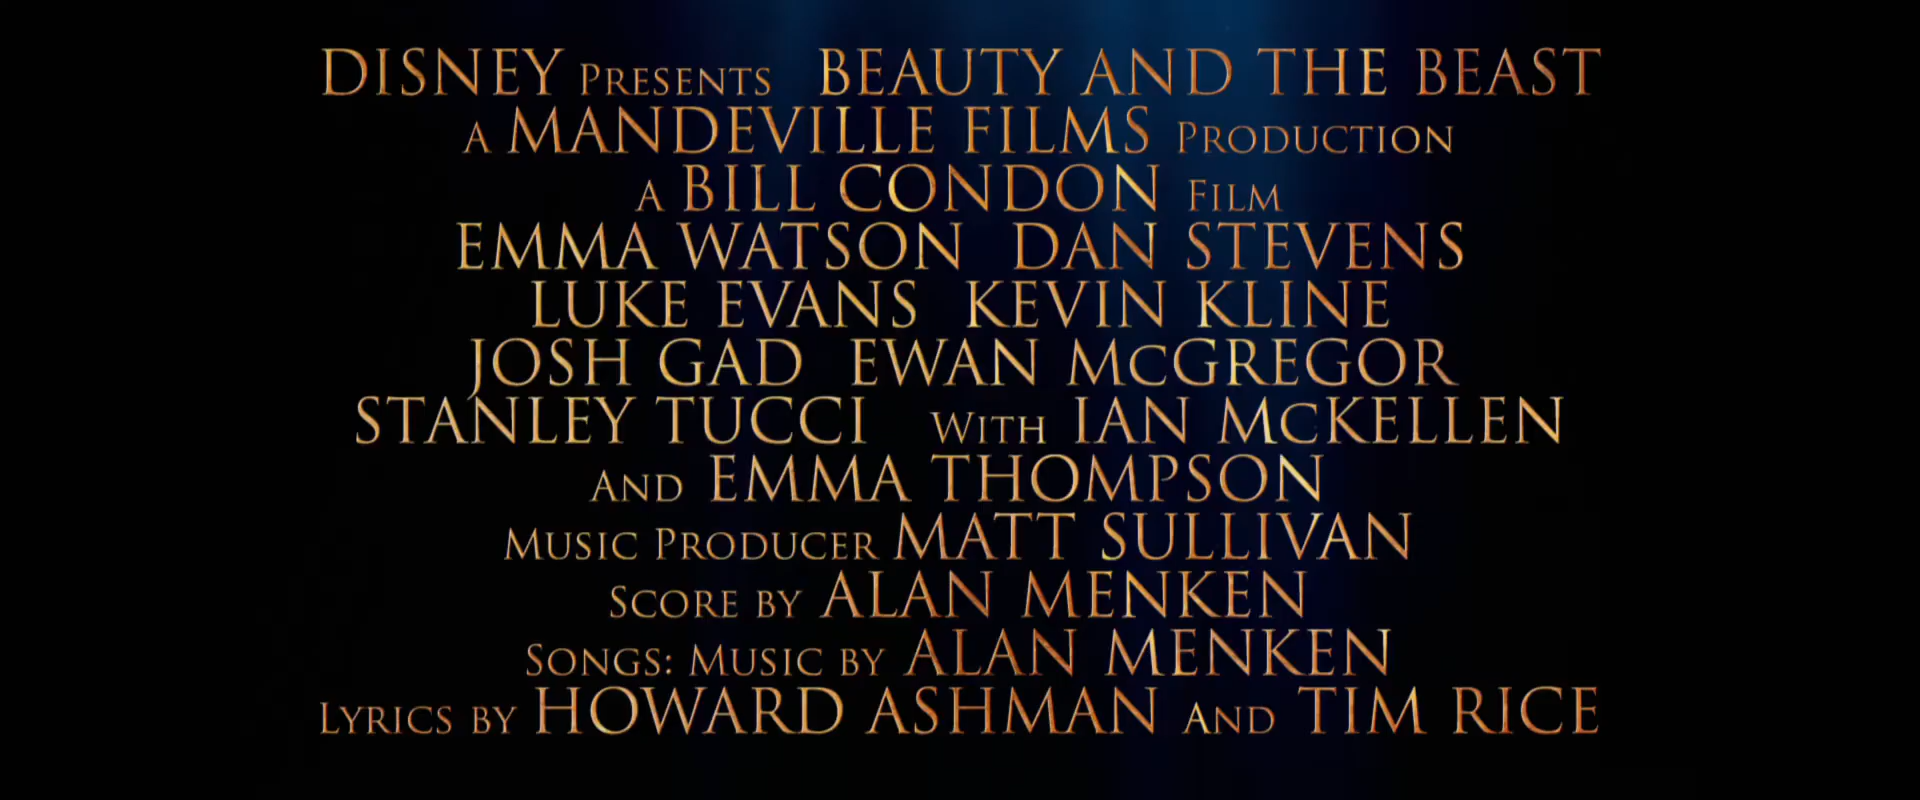 DISNEY PRESENTS BEAUTY AND THE BEAST
A MANDEVILLE FILMS PRODUCTION
A BILL CONDON FILM
EMMA WATSON DAN STEVENS
LUKE EVANS KEVIN KLINE
JOSH GAD EWAN McGREGOR
STANLEY TUCCI WITH IAN McKELLEN
AND EMMA THOMPSON
MUSIC PRODUCER MATT SULLIVAN
SCORE BY ALAN MENKEN
SONGS: MUSIC BY ALAN MENKEN
LYRICS BY HOWARD ASHMAN AND TIM RICE